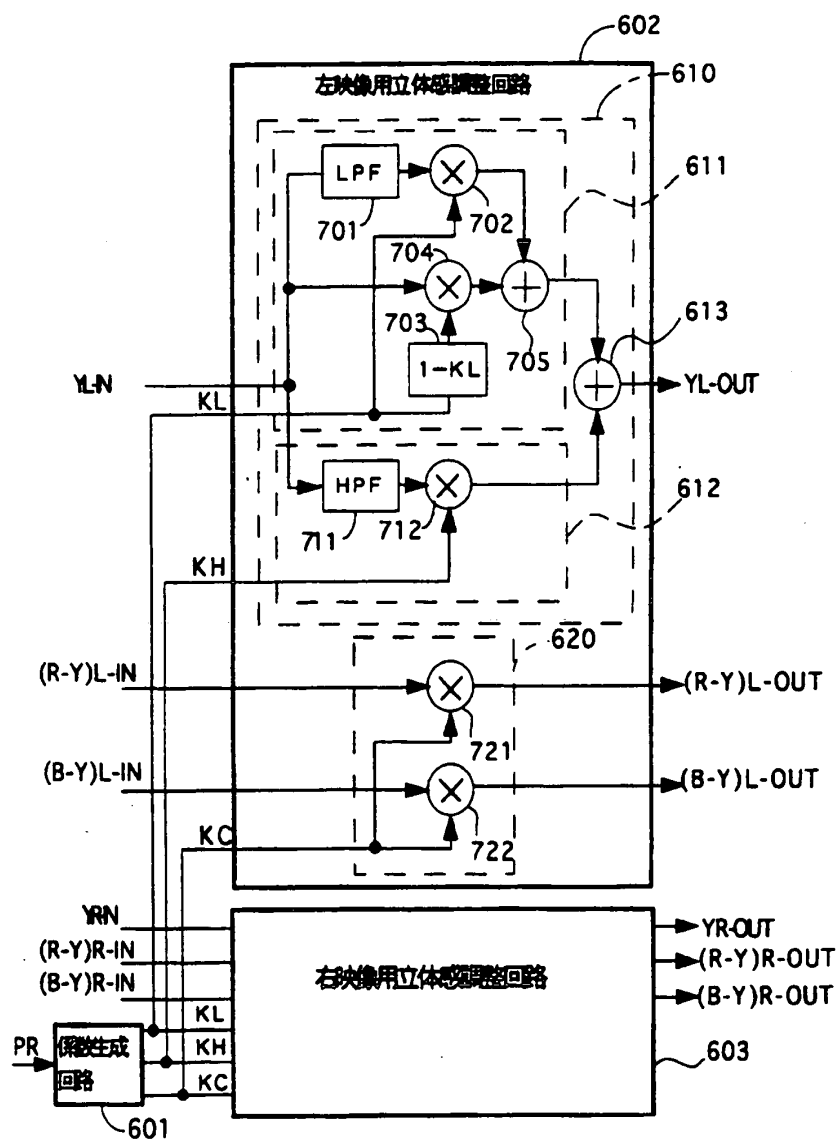 602
左映像用立体感調整回路
610
LPF
701
702
611
704
703
705
613
1-KL
YL-IN
KL
YL-OUT
HPF
711
712
612
KH
620
(R-Y)L-IN
(R-Y)L-OUT
721
(B-Y)L-IN
(B-Y)L-OUT
KC
722
YR-IN
YR-OUT
(R-Y)R-IN
(R-Y)R-OUT
(B-Y)R-IN
(B-Y)R-OUT
右映像用立体感調整回路
KL
PR
係数生成
回路
KH
KC
603
601